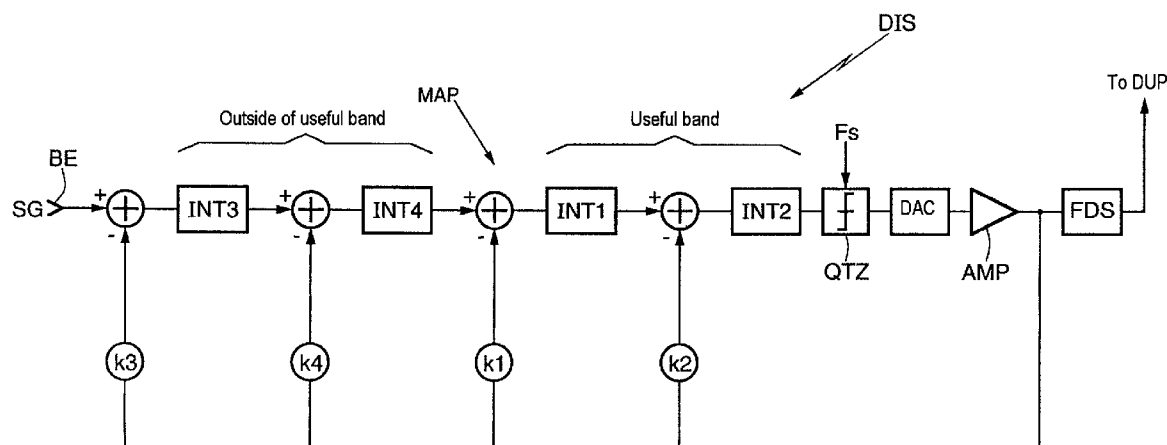 DIS
To DUP
MAP
Outside of useful band
Useful band
Fs
BE
SG
+
-
INT3
+
-
INT4
+
-
INT1
+
-
INT2
DAC
FDS
QTZ
AMP
k3
k4
k1
k2